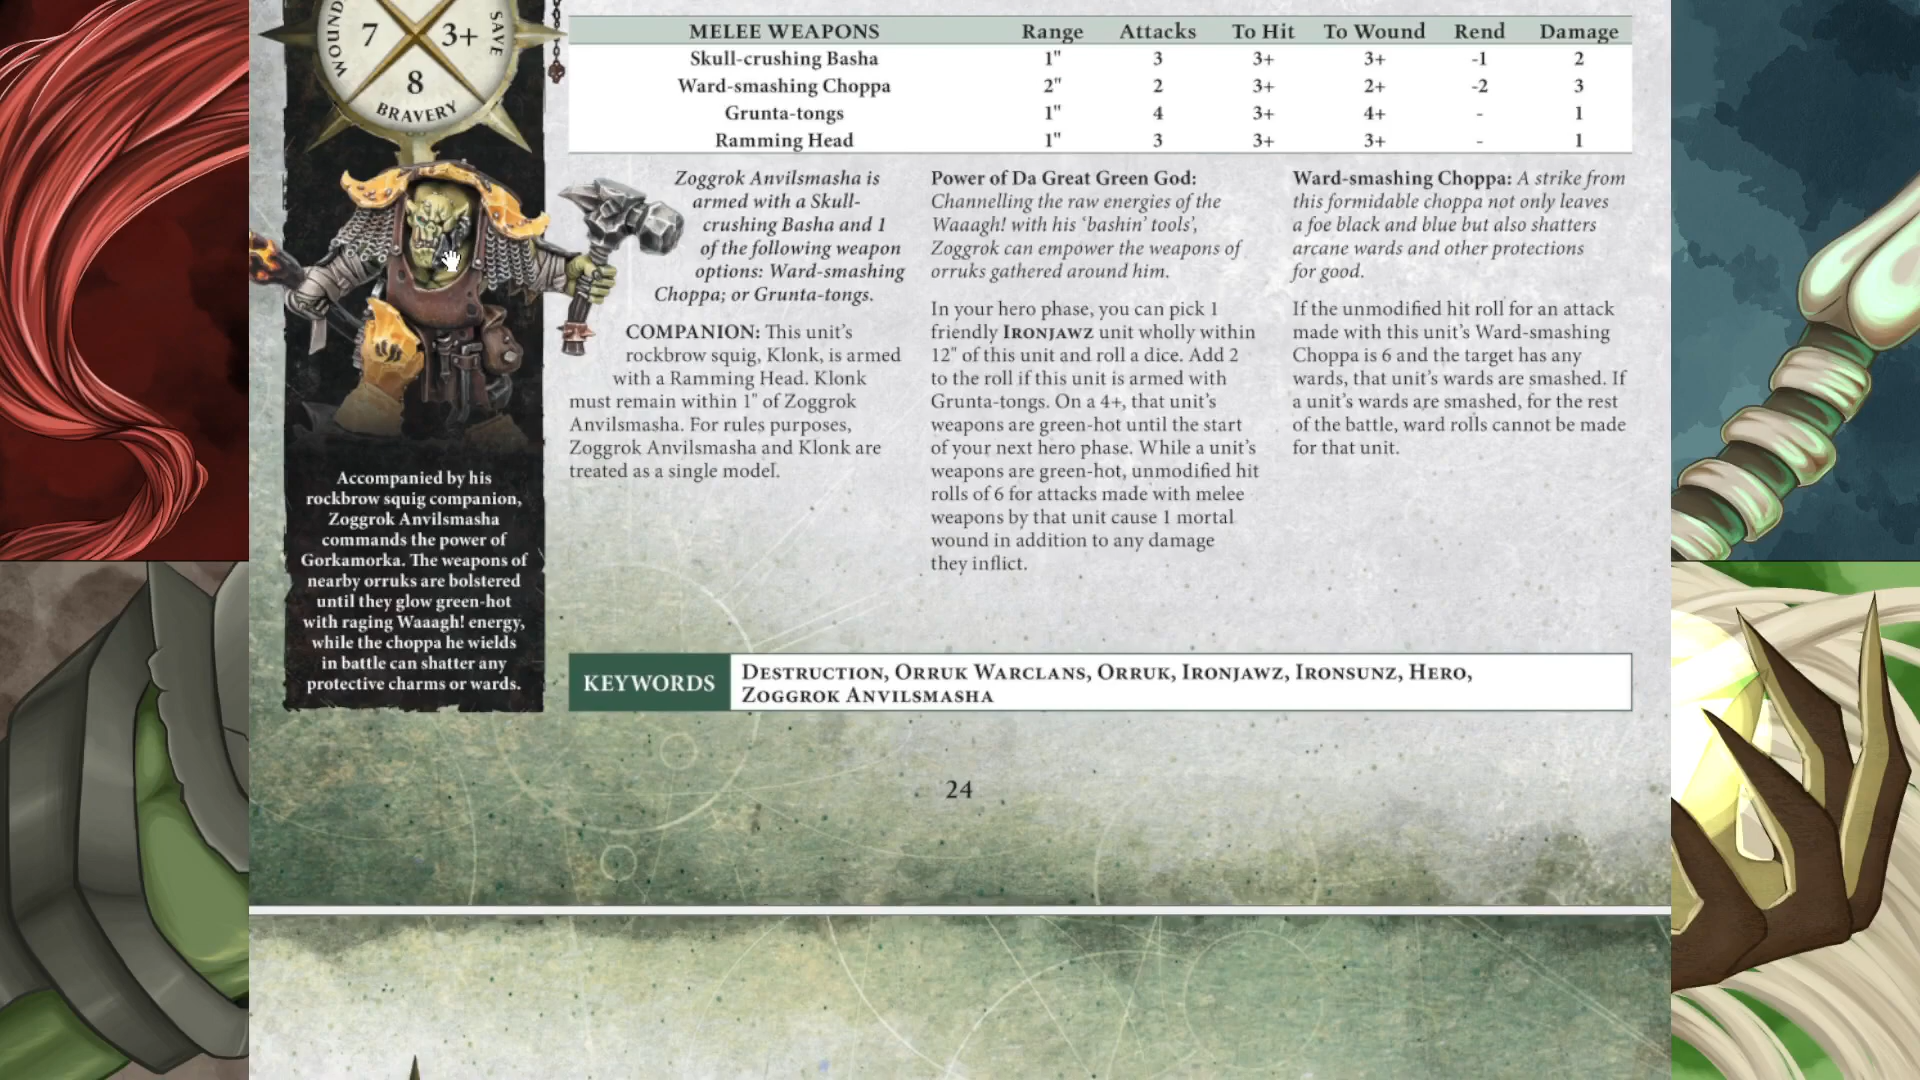 WOUNDS
7
3+
SAVE
8
BRAVERY
MELEE WEAPONS Range Attacks To Hit To Wound Rend Damage
Skull-crushing Basha 1" 3 3+ 3+ -1 2
Ward-smashing Choppa 2" 2 3+ 2+ -2 3
Grunta-tongs 1" 4 3+ 4+ - 1
Ramming Head 1" 3 3+ 3+ - 1
Zoggrok Anvilsmasha is
armed with a Skull-
crushing Basha and 1
of the following weapon
options: Ward-smashing
Choppa; or Grunta-tongs.
COMPANION: This unit's
rockbrow squig, Klonk, is armed
with a Ramming Head. Klonk
must remain within 1" of Zoggrok
Anvilsmasha. For rules purposes,
Zoggrok Anvilsmasha and Klonk are
treated as a single model.
Power of Da Great Green God:
Channelling the raw energies of the
Waaagh! with his 'bashin' tools',
Zoggrok can empower the weapons of
orruks gathered around him.
In your hero phase, you can pick 1
friendly IRONJAWZ unit wholly within
12" of this unit and roll a dice. Add 2
to the roll if this unit is armed with
Grunta-tongs. On a 4+, that unit's
weapons are green-hot until the start
of your next hero phase. While a unit's
weapons are green-hot, unmodified hit
rolls of 6 for attacks made with melee
weapons by that unit cause 1 mortal
wound in addition to any damage
they inflict.
Ward-smashing Choppa: A strike from
this formidable choppa not only leaves
a foe black and blue but also shatters
arcane wards and other protections
for good.
If the unmodified hit roll for an attack
made with this unit's Ward-smashing
Choppa is 6 and the target has any
wards, that unit's wards are smashed. If
a unit's wards are smashed, for the rest
of the battle, ward rolls cannot be made
for that unit.
Accompanied by his
rockbrow squig companion,
Zoggrok Anvilsmasha
commands the power of
Gorkamorka. The weapons of
nearby orruks are bolstered
until they glow green-hot
with raging Waaagh! energy,
while the choppa he wields
in battle can shatter any
protective charms or wards.
KEYWORDS
DESTRUCTION, ORRUK WARCLANS, ORRUK, IRONJAWZ, IRONSUNZ, HERO,
ZOGGROK ANVILSMASHA
24